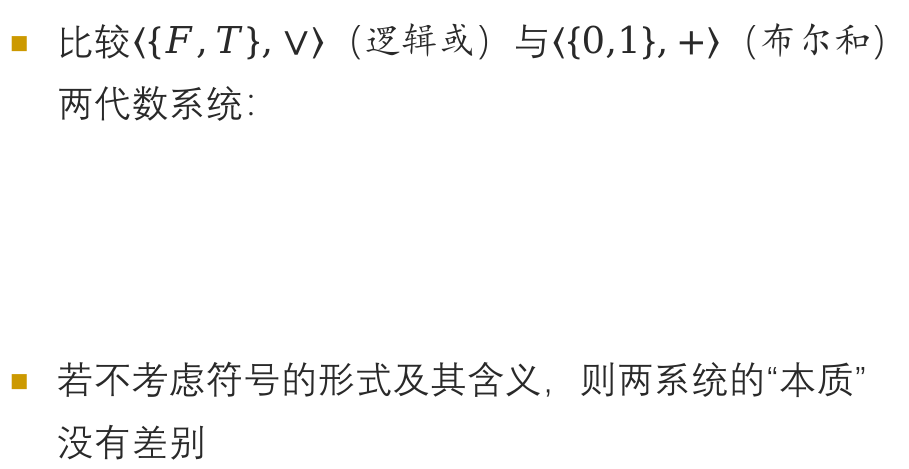 比较⟨{F, T}, ∨⟩（逻辑或）与⟨{0,1}, +⟩（布尔和）
两代数系统：
若不考虑符号的形式及其含义，则两系统的“本质”
没有差别